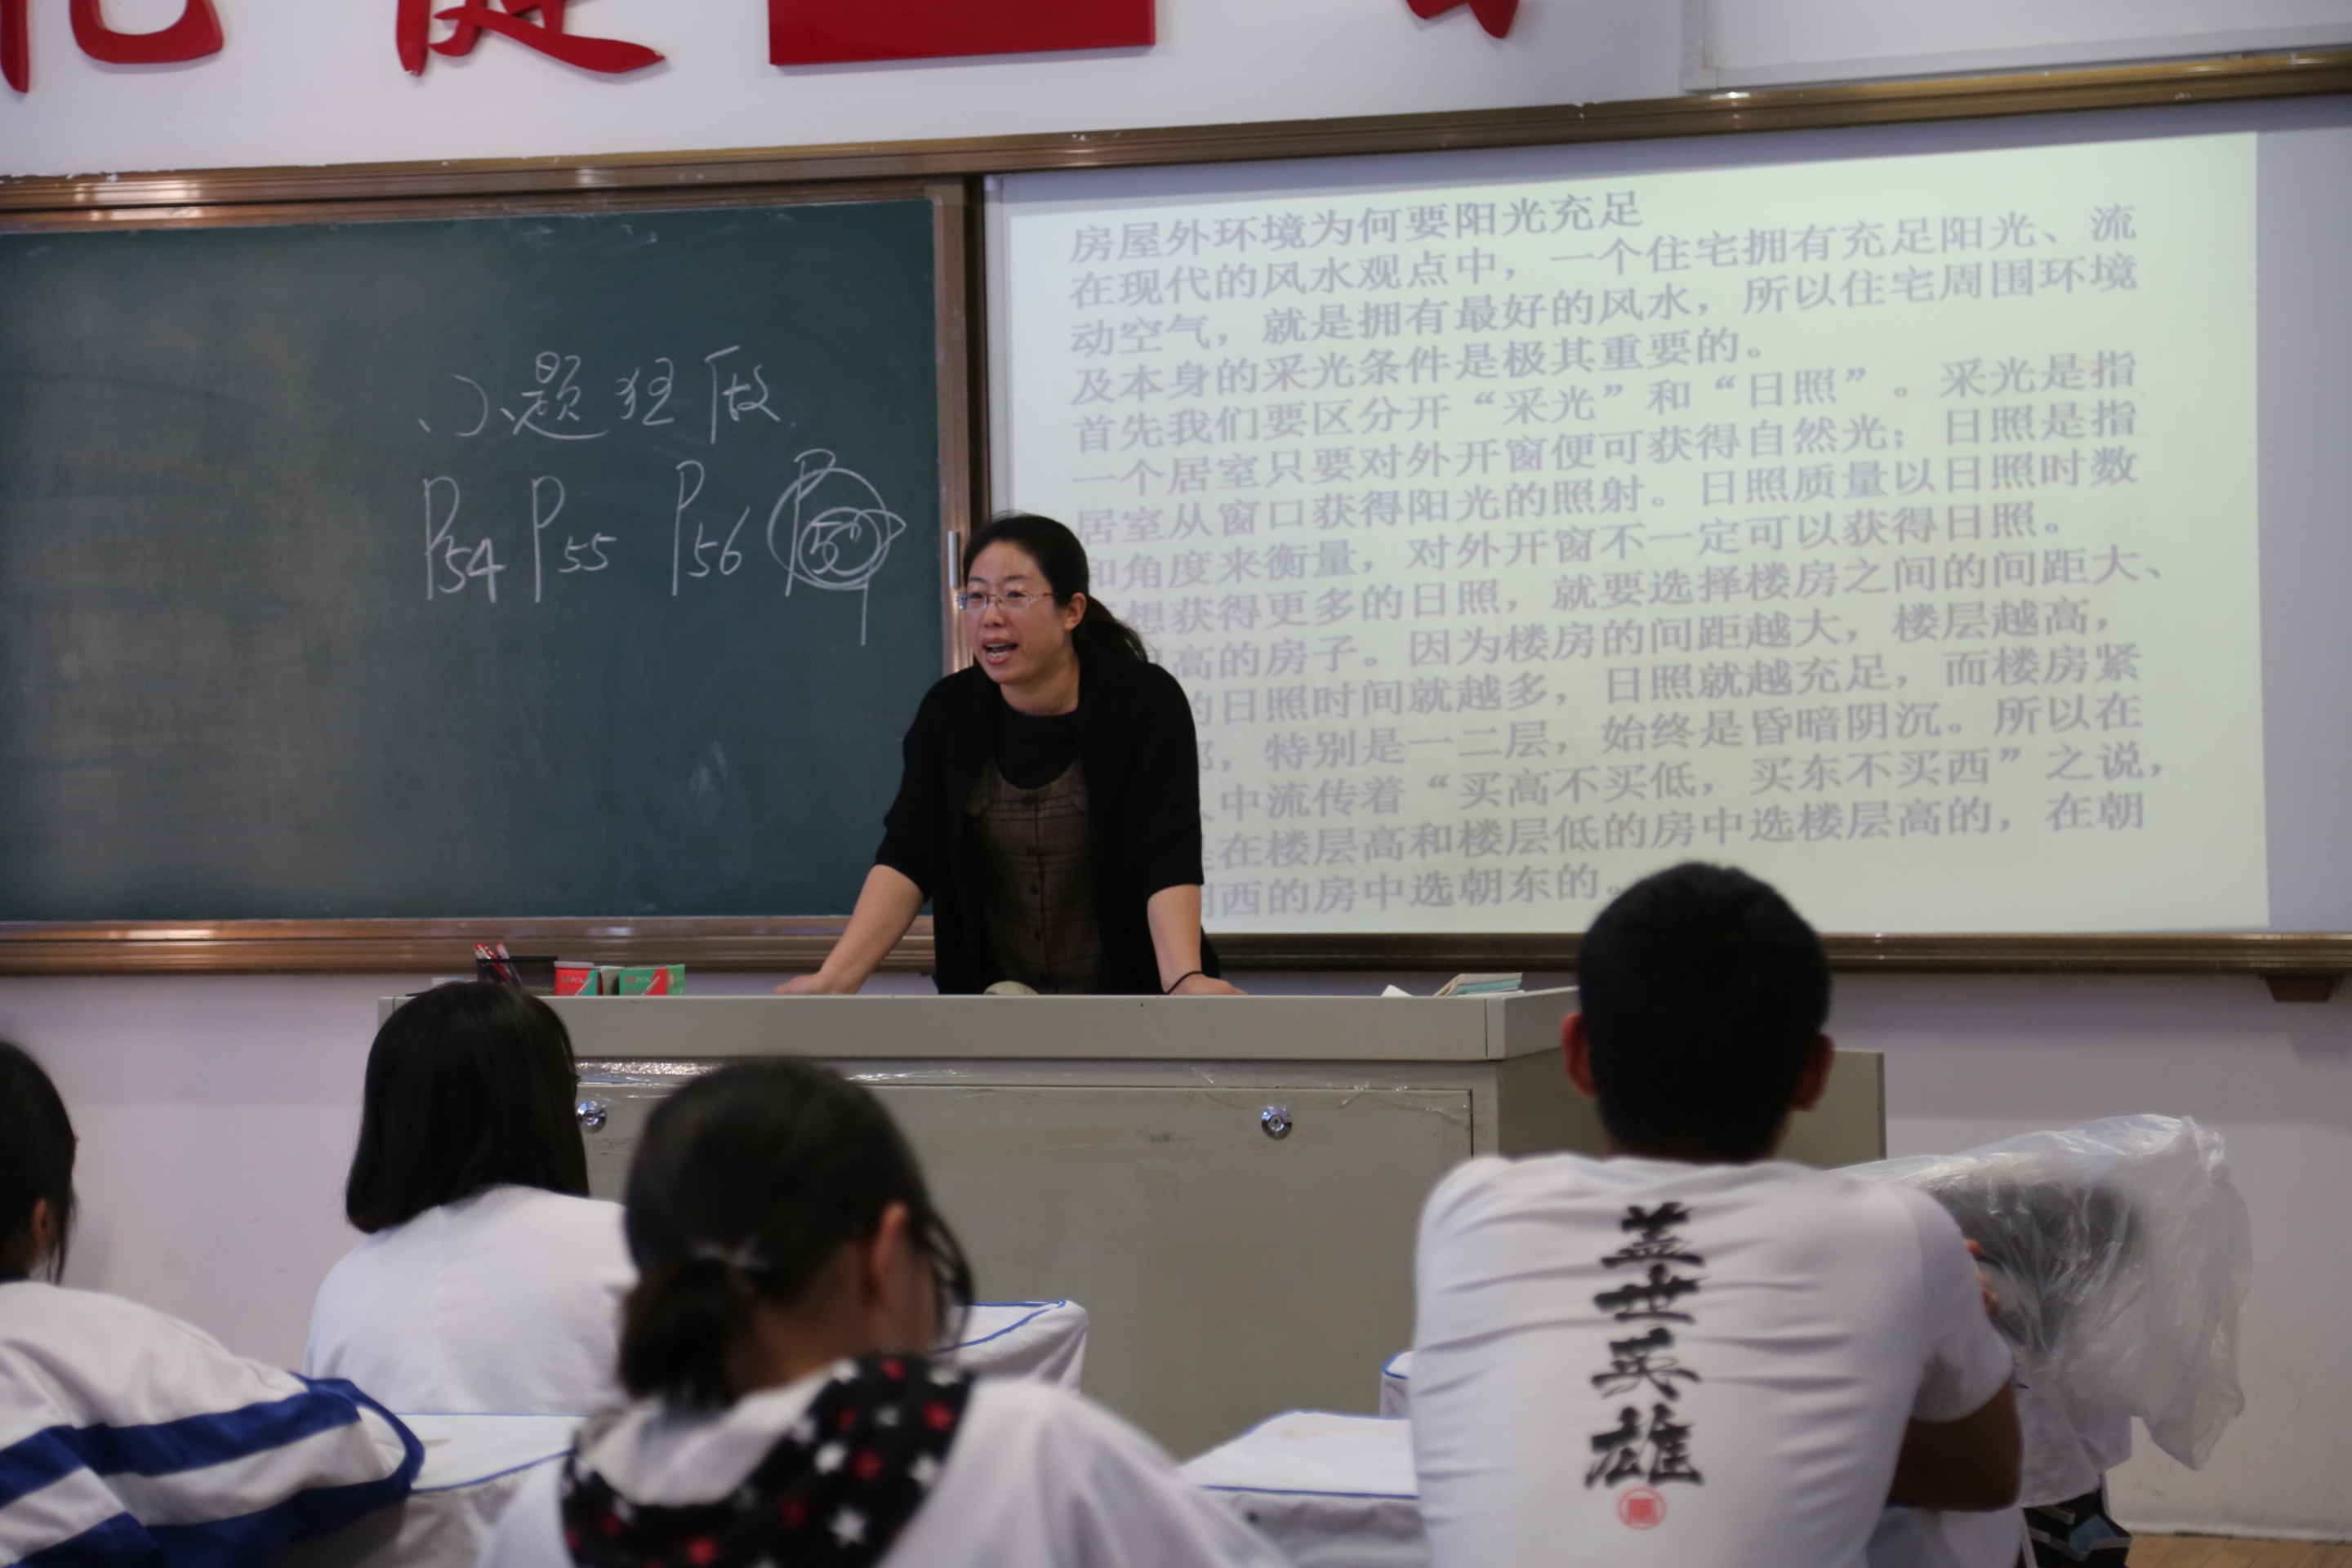 小题狂做
P54 P55 P56
房屋外环境为何要阳光充足
在现代的风水观点中，一个住宅拥有充足阳光、流
动空气，就是拥有最好的风水，所以住宅周围环境
及本身的采光条件是极其重要的。
首先我们要区分开“采光”和“日照”。采光是指
一个居室只要对外开窗便可获得自然光；日照是指
居室从窗口获得阳光的照射。日照质量以日照时数
和角度来衡量，对外开窗不一定可以获得日照。
想获得更多的日照，就要选择楼房之间的间距大、
高的房子。因为楼房的间距越大，楼层越高，
的日照时间就越多，日照就越充足，而楼房紧
，特别是一二层，始终是昏暗阴沉。所以在
人中流传着“买高不买低，买东不买西”之说，
是在楼层高和楼层低的房中选楼层高的，在朝
朝西的房中选朝东的。
盖世英雄